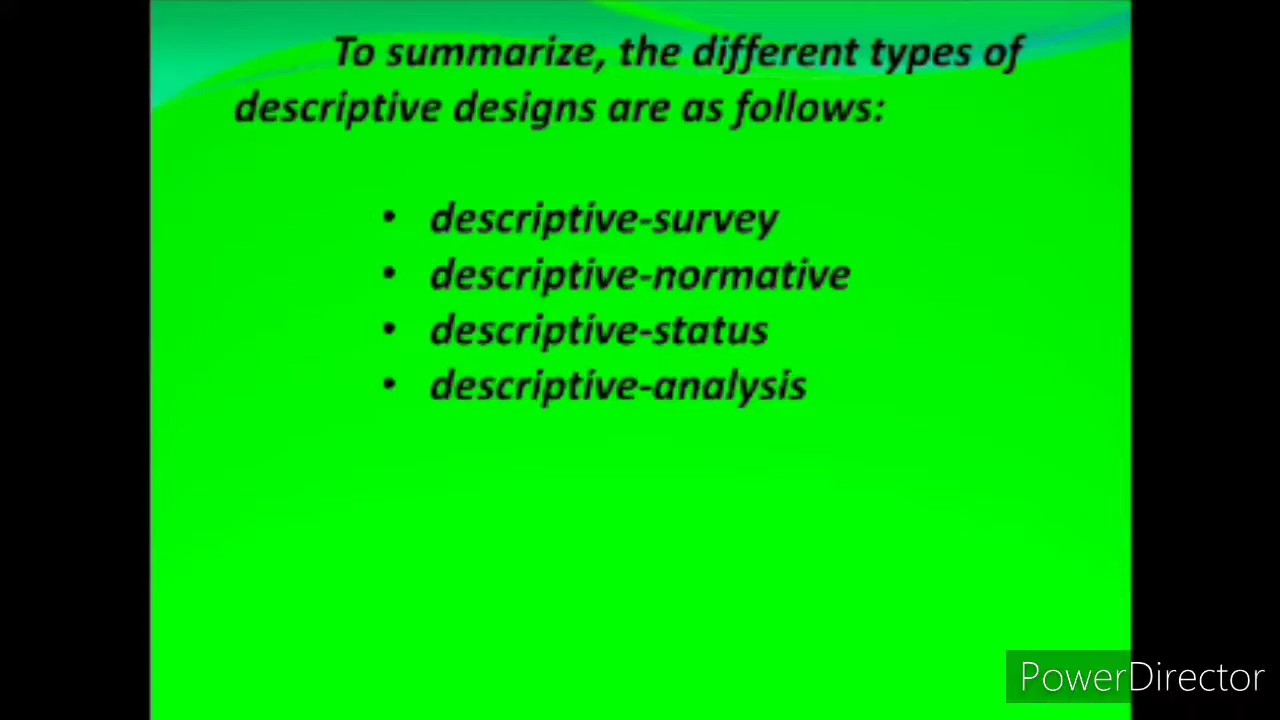 To summarize, the different types of
descriptive designs are as follows:
• descriptive-survey
• descriptive-normative
• descriptive-status
• descriptive-analysis
PowerDirector